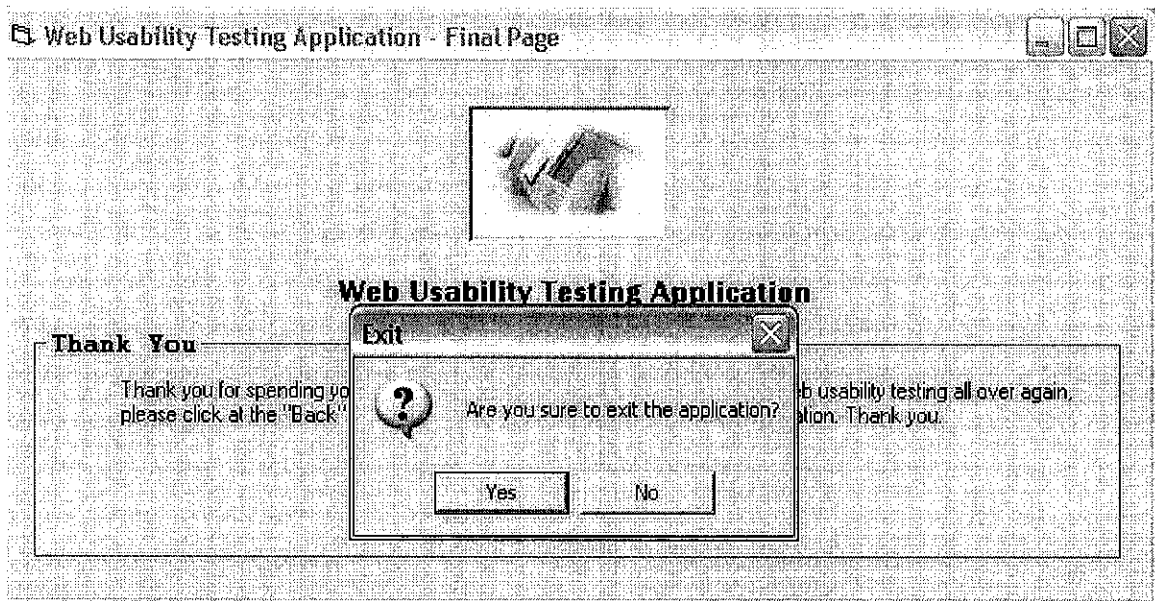 Web Usability Testing Application - Final Page
Web Usability Testing Application
Exit
Thank You
Thank you for spending yo b usability testing all over again,
please click at the "Back" tion. Thank you.
Are you sure to exit the application?
Yes No